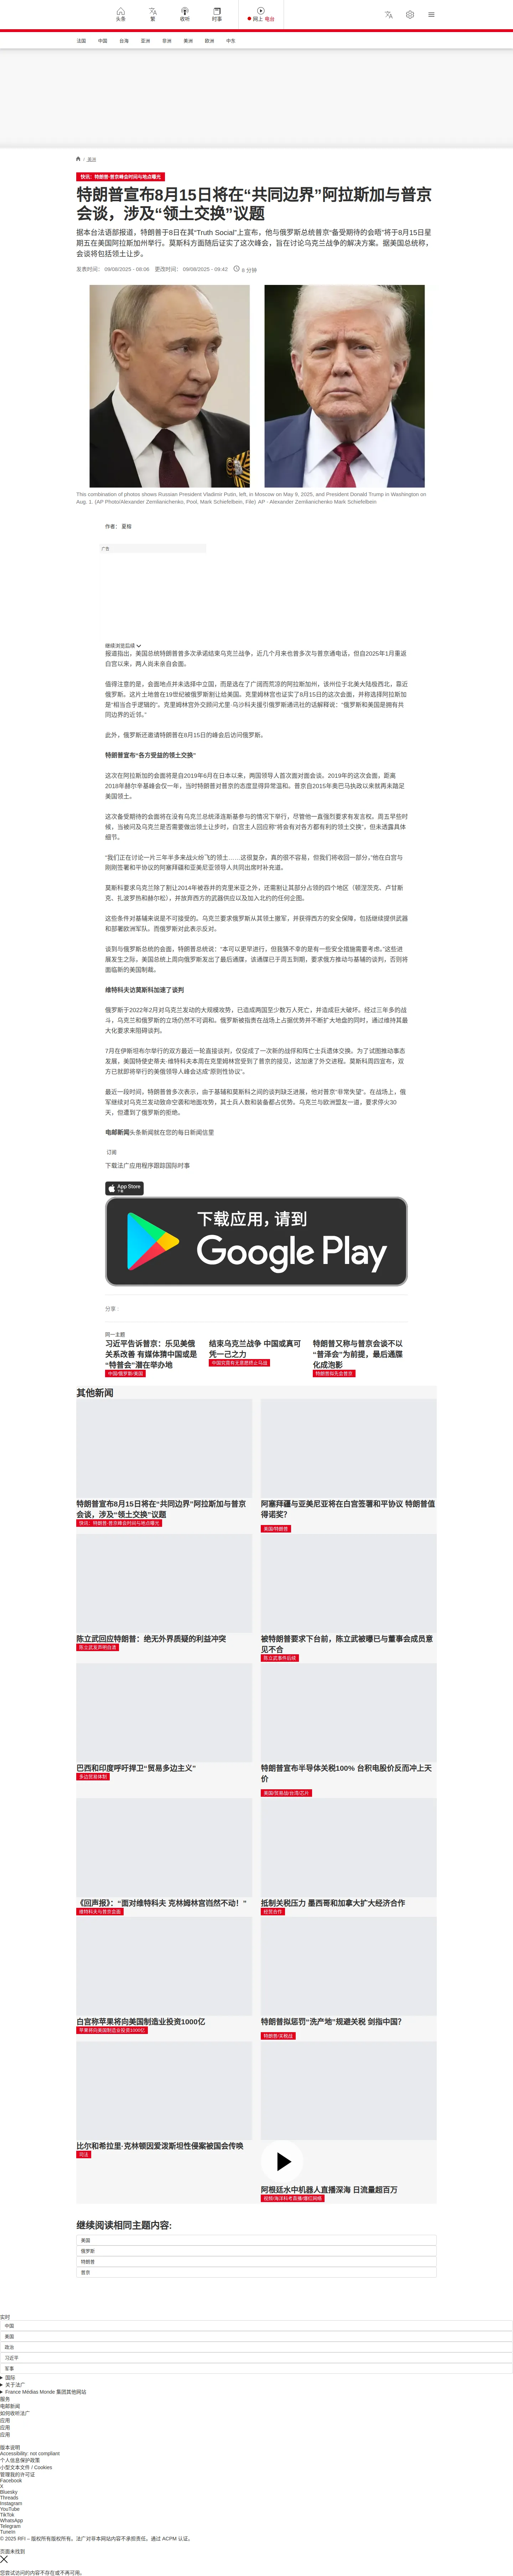 头条
繁
收听
时事
网上 电台
法国 中国 台海 亚洲 非洲 美洲 欧洲 中东
/ 美洲
快讯：特朗普-普京峰会时间与地点曝光
特朗普宣布8月15日将在“共同边界”阿拉斯加与普京
会谈，涉及“领土交换”议题
据本台法语部报道，特朗普于8日在其“Truth Social”上宣布，他与俄罗斯总统普京“备受期待的会晤”将于8月15日星
期五在美国阿拉斯加州举行。莫斯科方面随后证实了这次峰会，旨在讨论乌克兰战争的解决方案。据美国总统称，
会谈将包括领土让步。
发表时间： 09/08/2025 - 08:06 更改时间： 09/08/2025 - 09:42 6 分钟
This combination of photos shows Russian President Vladimir Putin, left, in Moscow on May 9, 2025, and President Donald Trump in Washington on
Aug. 1. (AP Photo/Alexander Zemlianichenko, Pool, Mark Schiefelbein, File) AP - Alexander Zemlianichenko Mark Schiefelbein
作者： 夏榕
广告
继续浏览后续
报道指出，美国总统特朗普曾多次承诺结束乌克兰战争，近几个月来也曾多次与普京通电话，但自2025年1月重返
白宫以来，两人尚未亲自会面。
值得注意的是，会面地点并未选择中立国，而是选在了广阔而荒凉的阿拉斯加州，该州位于北美大陆极西北，靠近
俄罗斯。这片土地曾在19世纪被俄罗斯割让给美国。克里姆林宫也证实了8月15日的这次会面，并称选择阿拉斯加
是“相当合乎逻辑的”。克里姆林宫外交顾问尤里·乌沙科夫援引俄罗斯通讯社的话解释说：“俄罗斯和美国是拥有共
同边界的近邻。”
此外，俄罗斯还邀请特朗普在8月15日的峰会后访问俄罗斯。
特朗普宣布“各方受益的领土交换”
这次在阿拉斯加的会面将是自2019年6月在日本以来，两国领导人首次面对面会谈。2019年的这次会面，距离
2018年赫尔辛基峰会仅一年，当时特朗普对普京的态度显得异常温和。普京自2015年奥巴马执政以来就再未踏足
美国领土。
这次备受期待的会面将在没有乌克兰总统泽连斯基参与的情况下举行，尽管他一直强烈要求有发言权。周五早些时
候，当被问及乌克兰是否需要做出领土让步时，白宫主人回应称“将会有对各方都有利的领土交换”，但未透露具体
细节。
“我们正在讨论一片三年半多来战火纷飞的领土……这很复杂，真的很不容易，但我们将收回一部分。”他在白宫与
刚刚签署和平协议的阿塞拜疆和亚美尼亚领导人共同出席时补充道。
莫斯科要求乌克兰除了割让2014年被吞并的克里米亚之外，还需割让其部分占领的四个地区（顿涅茨克、卢甘斯
克、扎波罗热和赫尔松），并放弃西方的武器供应以及加入北约的任何企图。
这些条件对基辅来说是不可接受的。乌克兰要求俄罗斯从其领土撤军，并获得西方的安全保障，包括继续提供武器
和部署欧洲军队。而俄罗斯对此表示反对。
谈到与俄罗斯总统的会面，特朗普总统说：“本可以更早进行，但我猜不幸的是有一些安全措施需要考虑。”这些进
展发生之际，美国总统上周向俄罗斯发出了最后通牒，该通牒已于周五到期，要求俄方推动与基辅的谈判，否则将
面临新的美国制裁。
维特科夫访莫斯科加速了谈判
俄罗斯于2022年2月对乌克兰发动的大规模攻势，已造成两国至少数万人死亡，并造成巨大破坏。经过三年多的战
斗，乌克兰和俄罗斯的立场仍然不可调和。俄罗斯被指责在战场上占据优势并不断扩大地盘的同时，通过维持其最
大化要求来阻碍谈判。
7月在伊斯坦布尔举行的双方最近一轮直接谈判，仅促成了一次新的战俘和阵亡士兵遗体交换。为了试图推动事态
发展，美国特使史蒂夫·维特科夫本周在克里姆林宫受到了普京的接见，这加速了外交进程。莫斯科周四宣布，双
方已就即将举行的美俄领导人峰会达成“原则性协议”。
最近一段时间，特朗普曾多次表示，由于基辅和莫斯科之间的谈判缺乏进展，他对普京“非常失望”。在战场上，俄
军继续对乌克兰发动致命空袭和地面攻势，其士兵人数和装备都占优势。乌克兰与欧洲盟友一道，要求停火30
天，但遭到了俄罗斯的拒绝。
电邮新闻头条新闻就在您的每日新闻信里
订阅
下载法广应用程序跟踪国际时事
App Store
下载应用，请到
Google Play
分享 :
同一主题
习近平告诉普京：乐见美俄
关系改善 有媒体猜中国或是
“特普会”潜在举办地
中国/俄罗斯/美国
结束乌克兰战争 中国或真可
凭一己之力
中国究竟有无意愿终止乌战
特朗普又称与普京会谈不以
“普泽会”为前提，最后通牒
化成泡影
特朗普拟先会普京
其他新闻
特朗普宣布8月15日将在“共同边界”阿拉斯加与普京
会谈，涉及“领土交换”议题
快讯：特朗普-普京峰会时间与地点曝光
阿塞拜疆与亚美尼亚将在白宫签署和平协议 特朗普值
得诺奖？
美国/特朗普
陈立武回应特朗普：绝无外界质疑的利益冲突
陈立武发声明自清
被特朗普要求下台前，陈立武被曝已与董事会成员意
见不合
陈立武事件后续
巴西和印度呼吁捍卫“贸易多边主义”
多边贸易体制
特朗普宣布半导体关税100% 台积电股价反而冲上天
价
美国/贸易战/台湾/芯片
《回声报》：“面对维特科夫 克林姆林宫岿然不动！”
维特科夫与普京会面
抵制关税压力 墨西哥和加拿大扩大经济合作
经贸合作
白宫称苹果将向美国制造业投资1000亿
苹果将向美国制造业投资1000亿
特朗普拟惩罚“洗产地”规避关税 剑指中国？
特朗普/关税战
比尔和希拉里·克林顿因爱泼斯坦性侵案被国会传唤
司法
阿根廷水中机器人直播深海 日流量超百万
视频/海洋科考直播/爆红网络
继续阅读相同主题内容:
美国
俄罗斯
特朗普
普京
实时
中国
美国
政治
习近平
军事
国际
关于法广
France Médias Monde 集团其他网站
服务
电邮新闻
如何收听法广
应用
应用
应用
版本说明
Accessibility: not compliant
个人信息保护政策
小型文本文件 / Cookies
管理我的许可证
Facebook
X
Bluesky
Threads
Instagram
YouTube
TikTok
WhatsApp
Telegram
TuneIn
© 2025 RFI – 版权所有版权所有。法广对非本网站内容不承担责任。通过 ACPM 认证。
页面未找到
您尝试访问的内容不存在或不再可用。